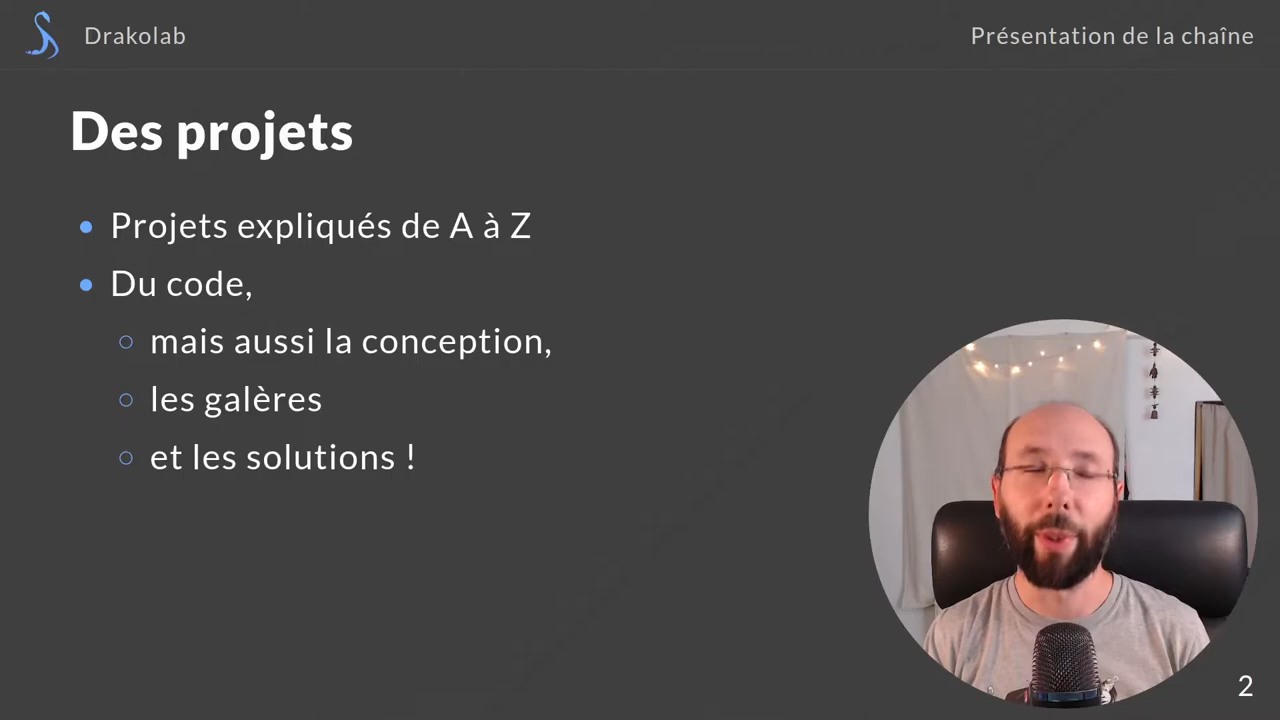 Drakolab
Présentation de la chaîne
Des projets
Projets expliqués de A à Z
Du code,
mais aussi la conception,
les galères
et les solutions !
2